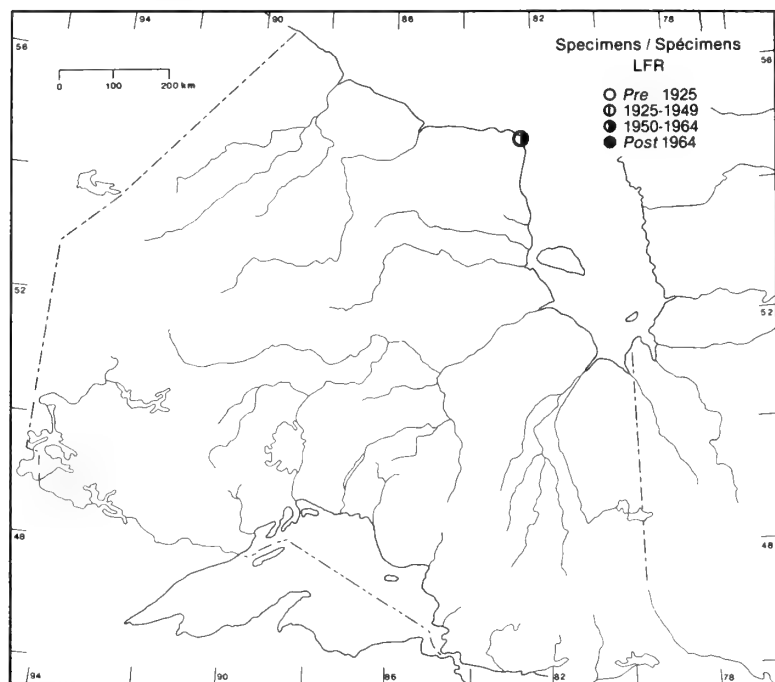 94 90 86 82 78
56
Specimens / Spécimens
56
LFR
0 100 200 km
Pre 1925
1925-1949
1950-1964
Post 1964
52
52
48
48
94 90 86 82 78